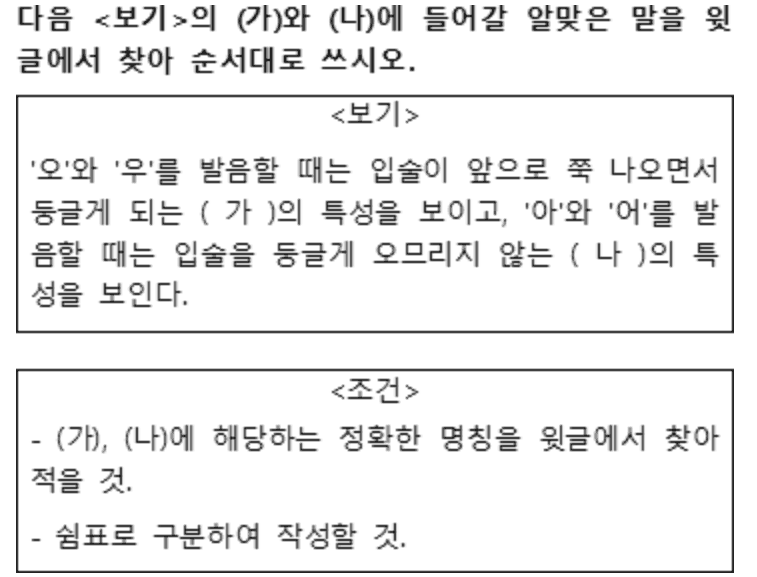 다음 <보기>의 (가)와 (나)에 들어갈 알맞은 말을 윗
글에서 찾아 순서대로 쓰시오.
<보기>
'오'와 '우'를 발음할 때는 입술이 앞으로 쭉 나오면서
둥글게 되는 ( 가 )의 특성을 보이고, '아'와 '어'를 발
음할 때는 입술을 둥글게 오므리지 않는 ( 나 )의 특
성을 보인다.
<조건>
- (가), (나)에 해당하는 정확한 명칭을 윗글에서 찾아
적을 것.
- 쉼표로 구분하여 작성할 것.